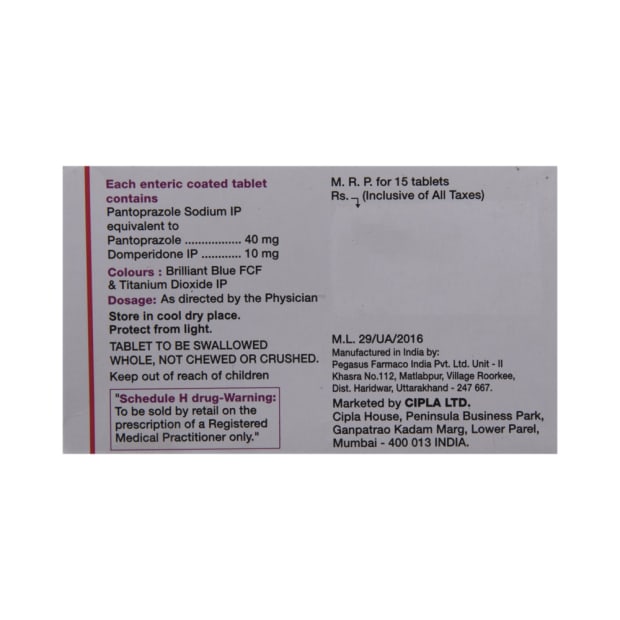 Each enteric coated tablet
contains
Pantoprazole Sodium IP
equivalent to
Pantoprazole ................. 40 mg
Domperidone IP ............ 10 mg
Colours : Brilliant Blue FCF
& Titanium Dioxide IP
Dosage: As directed by the Physician
Store in cool dry place.
Protect from light.
TABLET TO BE SWALLOWED
WHOLE, NOT CHEWED OR CRUSHED.
Keep out of reach of children
"Schedule H drug-Warning:
To be sold by retail on the
prescription of a Registered
Medical Practitioner only."
M. R. P. for 15 tablets
Rs. (Inclusive of All Taxes)
M.L. 29/UA/2016
Manufactured in India by:
Pegasus Farmaco India Pvt. Ltd. Unit - II
Khasra No.112, Matlabpur, Village Roorkee,
Dist. Haridwar, Uttarakhand - 247 667.
Marketed by CIPLA LTD.
Cipla House, Peninsula Business Park,
Ganpatrao Kadam Marg, Lower Parel,
Mumbai - 400 013 INDIA.